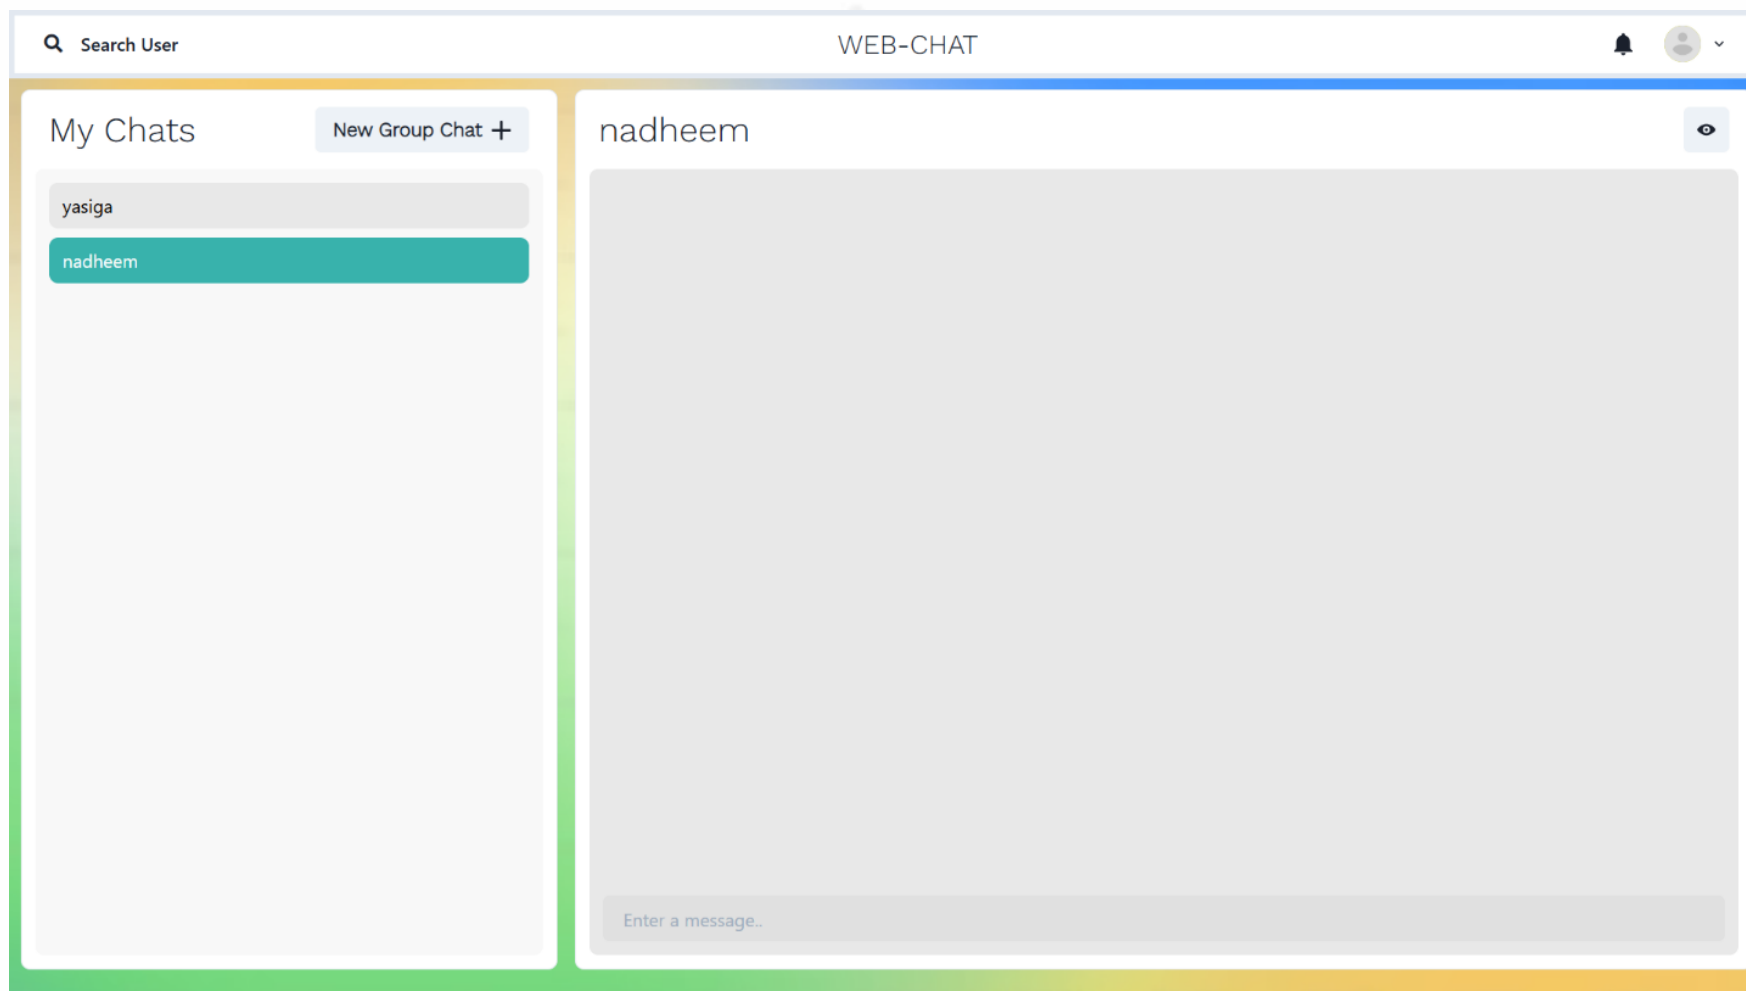 Search User
WEB-CHAT
My Chats
New Group Chat
yasiga
nadheem
nadheem
Enter a message..